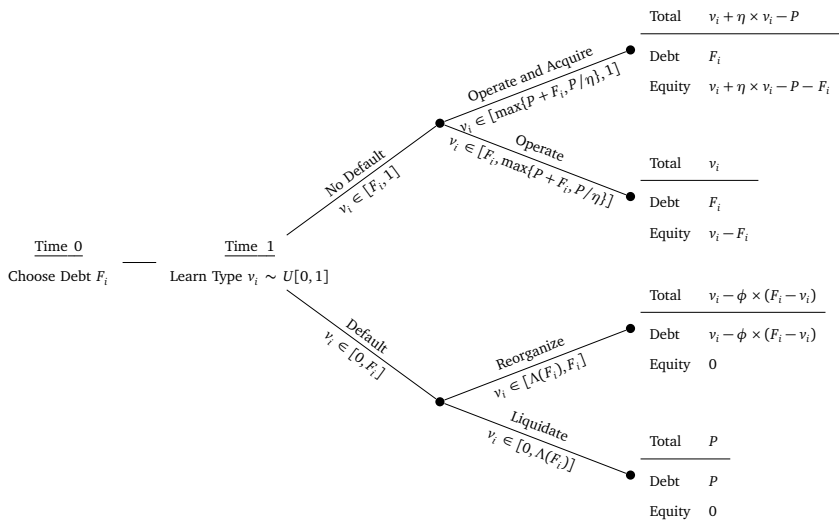 Total v_i + η × v_i − P
Operate and Acquire
v_i ∈ [max{P + F_i, P/η}, 1]
Debt F_i
Equity v_i + η × v_i − P − F_i
No Default
v_i ∈ [F_i, 1]
Operate
v_i ∈ [F_i, max{P + F_i, P/η}]
Total v_i
Debt F_i
Equity v_i − F_i
Time 0
Choose Debt F_i
Time 1
Learn Type v_i ∼ U[0, 1]
Default
v_i ∈ [0, F_i]
Reorganize
v_i ∈ [Λ(F_i), F_i]
Total v_i − ϕ × (F_i − v_i)
Debt v_i − ϕ × (F_i − v_i)
Equity 0
Liquidate
v_i ∈ [0, Λ(F_i)]
Total P
Debt P
Equity 0